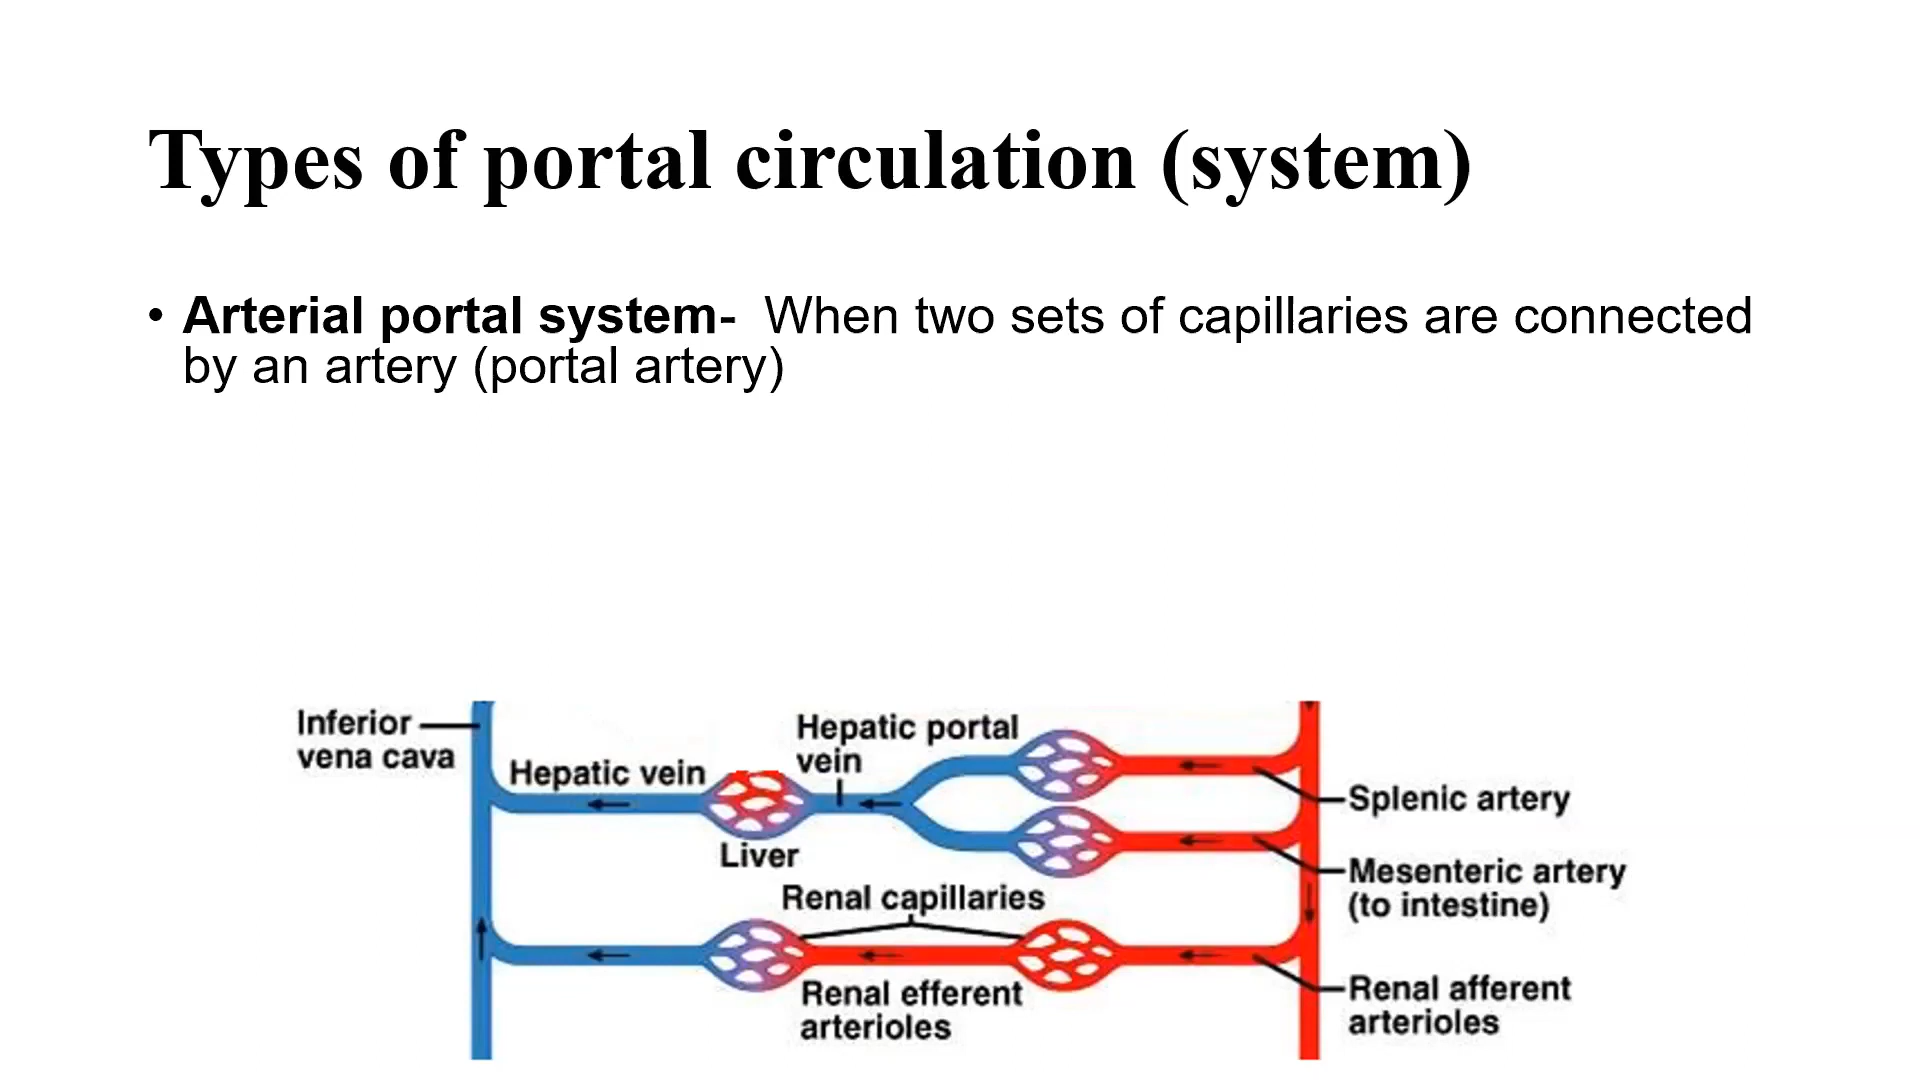 Types of portal circulation (system)
• Arterial portal system-  When two sets of capillaries are connected
by an artery (portal artery)
Inferior
vena cava
Hepatic vein
Hepatic portal
vein
Liver
Splenic artery
Mesenteric artery
(to intestine)
Renal capillaries
Renal efferent
arterioles
Renal afferent
arterioles